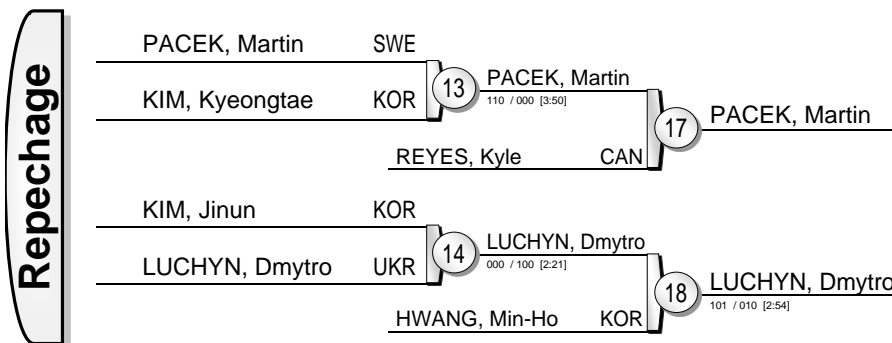 Repechage
PACEK, Martin SWE
KIM, Kyeongtae KOR
13
PACEK, Martin
110 / 000 [3:50]
REYES, Kyle CAN
17
PACEK, Martin
KIM, Jinun KOR
LUCHYN, Dmytro UKR
14
LUCHYN, Dmytro
000 / 100 [2:21]
HWANG, Min-Ho KOR
18
LUCHYN, Dmytro
101 / 010 [2:54]